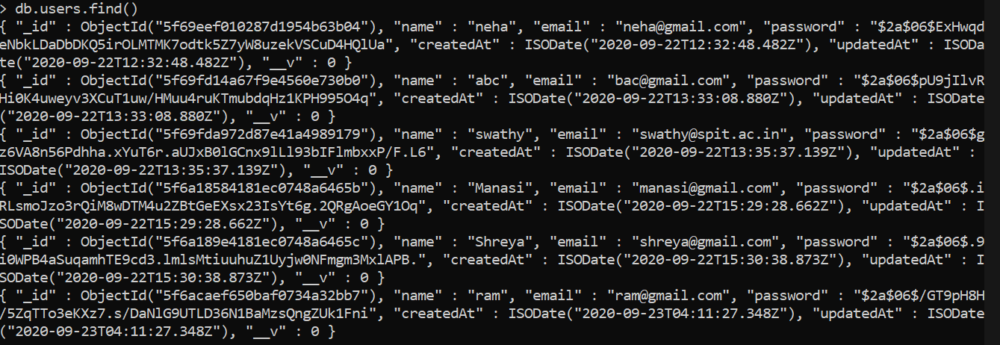 > db.users.find()
{ "_id" : ObjectId("5f69eef010287d1954b63b04"), "name" : "neha", "email" : "neha@gmail.com", "password" : "$2a$06$ExHwqd
eNbkLDaDbDKQ5irOLMTMK7odtk5Z7yW8uzekVSCuD4HQlUa", "createdAt" : ISODate("2020-09-22T12:32:48.482Z"), "updatedAt" : ISODa
te("2020-09-22T12:32:48.482Z"), "__v" : 0 }
{ "_id" : ObjectId("5f69fd14a67f9e4560e730b0"), "name" : "abc", "email" : "bac@gmail.com", "password" : "$2a$06$pU9jIlvR
Hi0K4uweyv3XCuT1uw/HMuu4ruKTmubdqHz1KPH995O4q", "createdAt" : ISODate("2020-09-22T13:33:08.880Z"), "updatedAt" : ISODate
("2020-09-22T13:33:08.880Z"), "__v" : 0 }
{ "_id" : ObjectId("5f69fda972d87e41a4989179"), "name" : "swathy", "email" : "swathy@spit.ac.in", "password" : "$2a$06$g
z6VA8n56Pdhha.xYuT6r.aUJxB0lGCnx9lLl93bIFlmbxxP/F.L6", "createdAt" : ISODate("2020-09-22T13:35:37.139Z"), "updatedAt" :
ISODate("2020-09-22T13:35:37.139Z"), "__v" : 0 }
{ "_id" : ObjectId("5f6a18584181ec0748a6465b"), "name" : "Manasi", "email" : "manasi@gmail.com", "password" : "$2a$06$.i
RLsmoJzo3rQiM8wDTM4u2ZBtGeEXsx23IsYt6g.2QRgAoeGY1Oq", "createdAt" : ISODate("2020-09-22T15:29:28.662Z"), "updatedAt" : I
SODate("2020-09-22T15:29:28.662Z"), "__v" : 0 }
{ "_id" : ObjectId("5f6a189e4181ec0748a6465c"), "name" : "Shreya", "email" : "shreya@gmail.com", "password" : "$2a$06$.9
i0WPB4aSuqamhTE9cd3.lmlsMtiuuhuZ1Uyjw0NFmgm3MxlAPB.", "createdAt" : ISODate("2020-09-22T15:30:38.873Z"), "updatedAt" : I
SODate("2020-09-22T15:30:38.873Z"), "__v" : 0 }
{ "_id" : ObjectId("5f6acaef650baf0734a32bb7"), "name" : "ram", "email" : "ram@gmail.com", "password" : "$2a$06$/GT9pH8H
/5ZqTTo3eKXz7.s/DaNlG9UTLD36N1BaMzsQngZUk1Fni", "createdAt" : ISODate("2020-09-23T04:11:27.348Z"), "updatedAt" : ISODate
("2020-09-23T04:11:27.348Z"), "__v" : 0 }